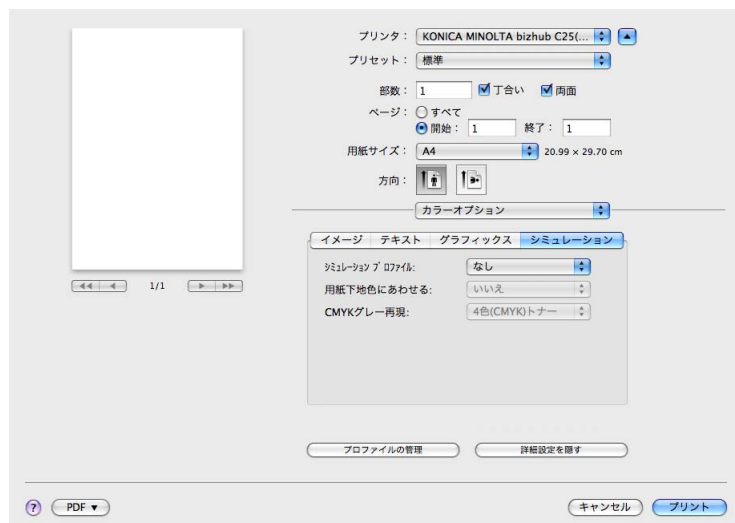 プリンタ： KONICA MINOLTA bizhub C25(...
プリセット： 標準
部数： 1 丁合い 両面
ページ： すべて
開始： 1 終了： 1
用紙サイズ： A4 20.99 × 29.70 cm
方向：
カラーオプション
イメージ テキスト グラフィックス シミュレーション
シミュレーション プロファイル: なし
用紙下地色にあわせる: いいえ
CMYKグレー再現: 4色(CMYK)トナー
1/1
プロファイルの管理 詳細設定を隠す
? PDF ▼ キャンセル プリント